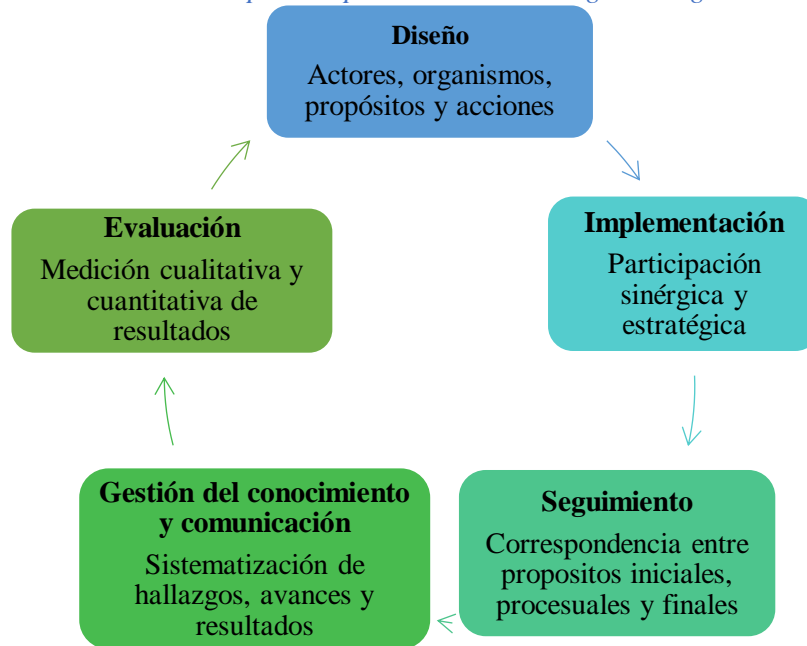 Diseño
Actores, organismos,
propósitos y acciones
Implementación
Participación
sinérgica y
estratégica
Seguimiento
Correspondencia entre
propositos iniciales,
procesuales y finales
Gestión del conocimiento
y comunicación
Sistematización de
hallazgos, avances y
resultados
Evaluación
Medición cualitativa y
cuantitativa de
resultados